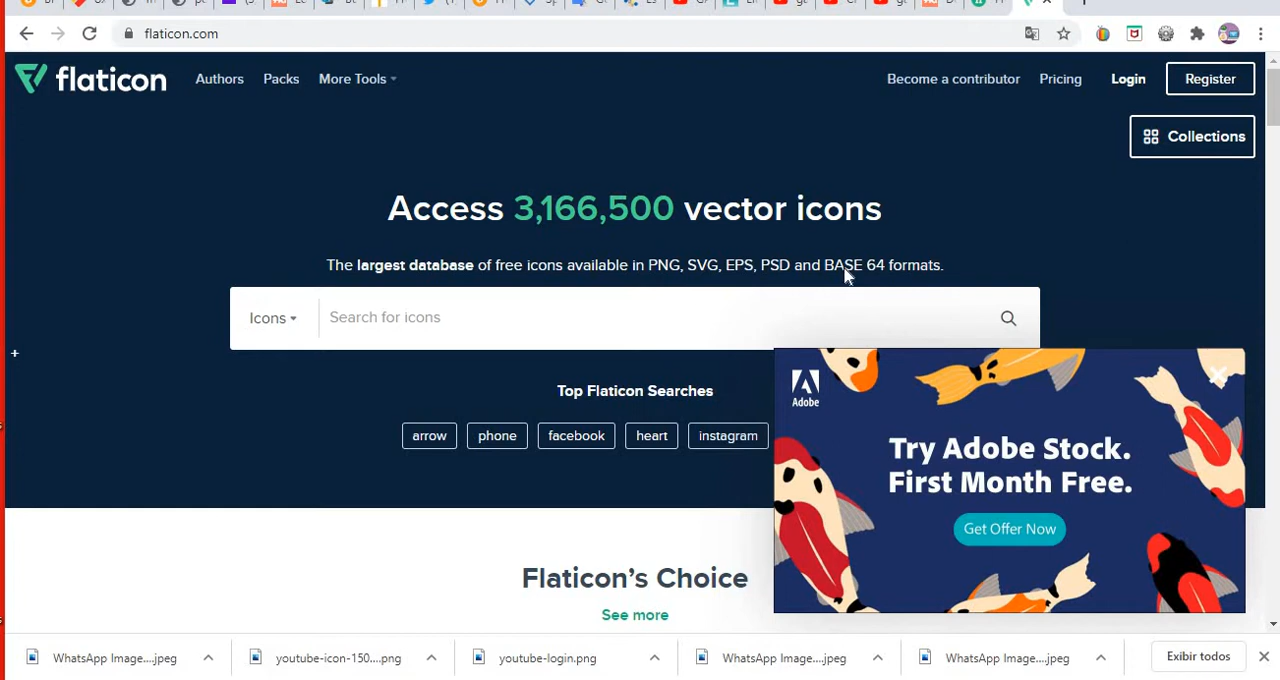 flaticon.com
flaticon
Authors
Packs
More Tools
Become a contributor
Pricing
Login
Register
Collections
Access 3,166,500 vector icons
The largest database of free icons available in PNG, SVG, EPS, PSD and BASE 64 formats.
Icons
Search for icons
Top Flaticon Searches
arrow
phone
facebook
heart
instagram
Adobe
Try Adobe Stock.
First Month Free.
Get Offer Now
Flaticon's Choice
See more
WhatsApp Image....jpeg
youtube-icon-150....png
youtube-login.png
WhatsApp Image....jpeg
WhatsApp Image....jpeg
Exibir todos